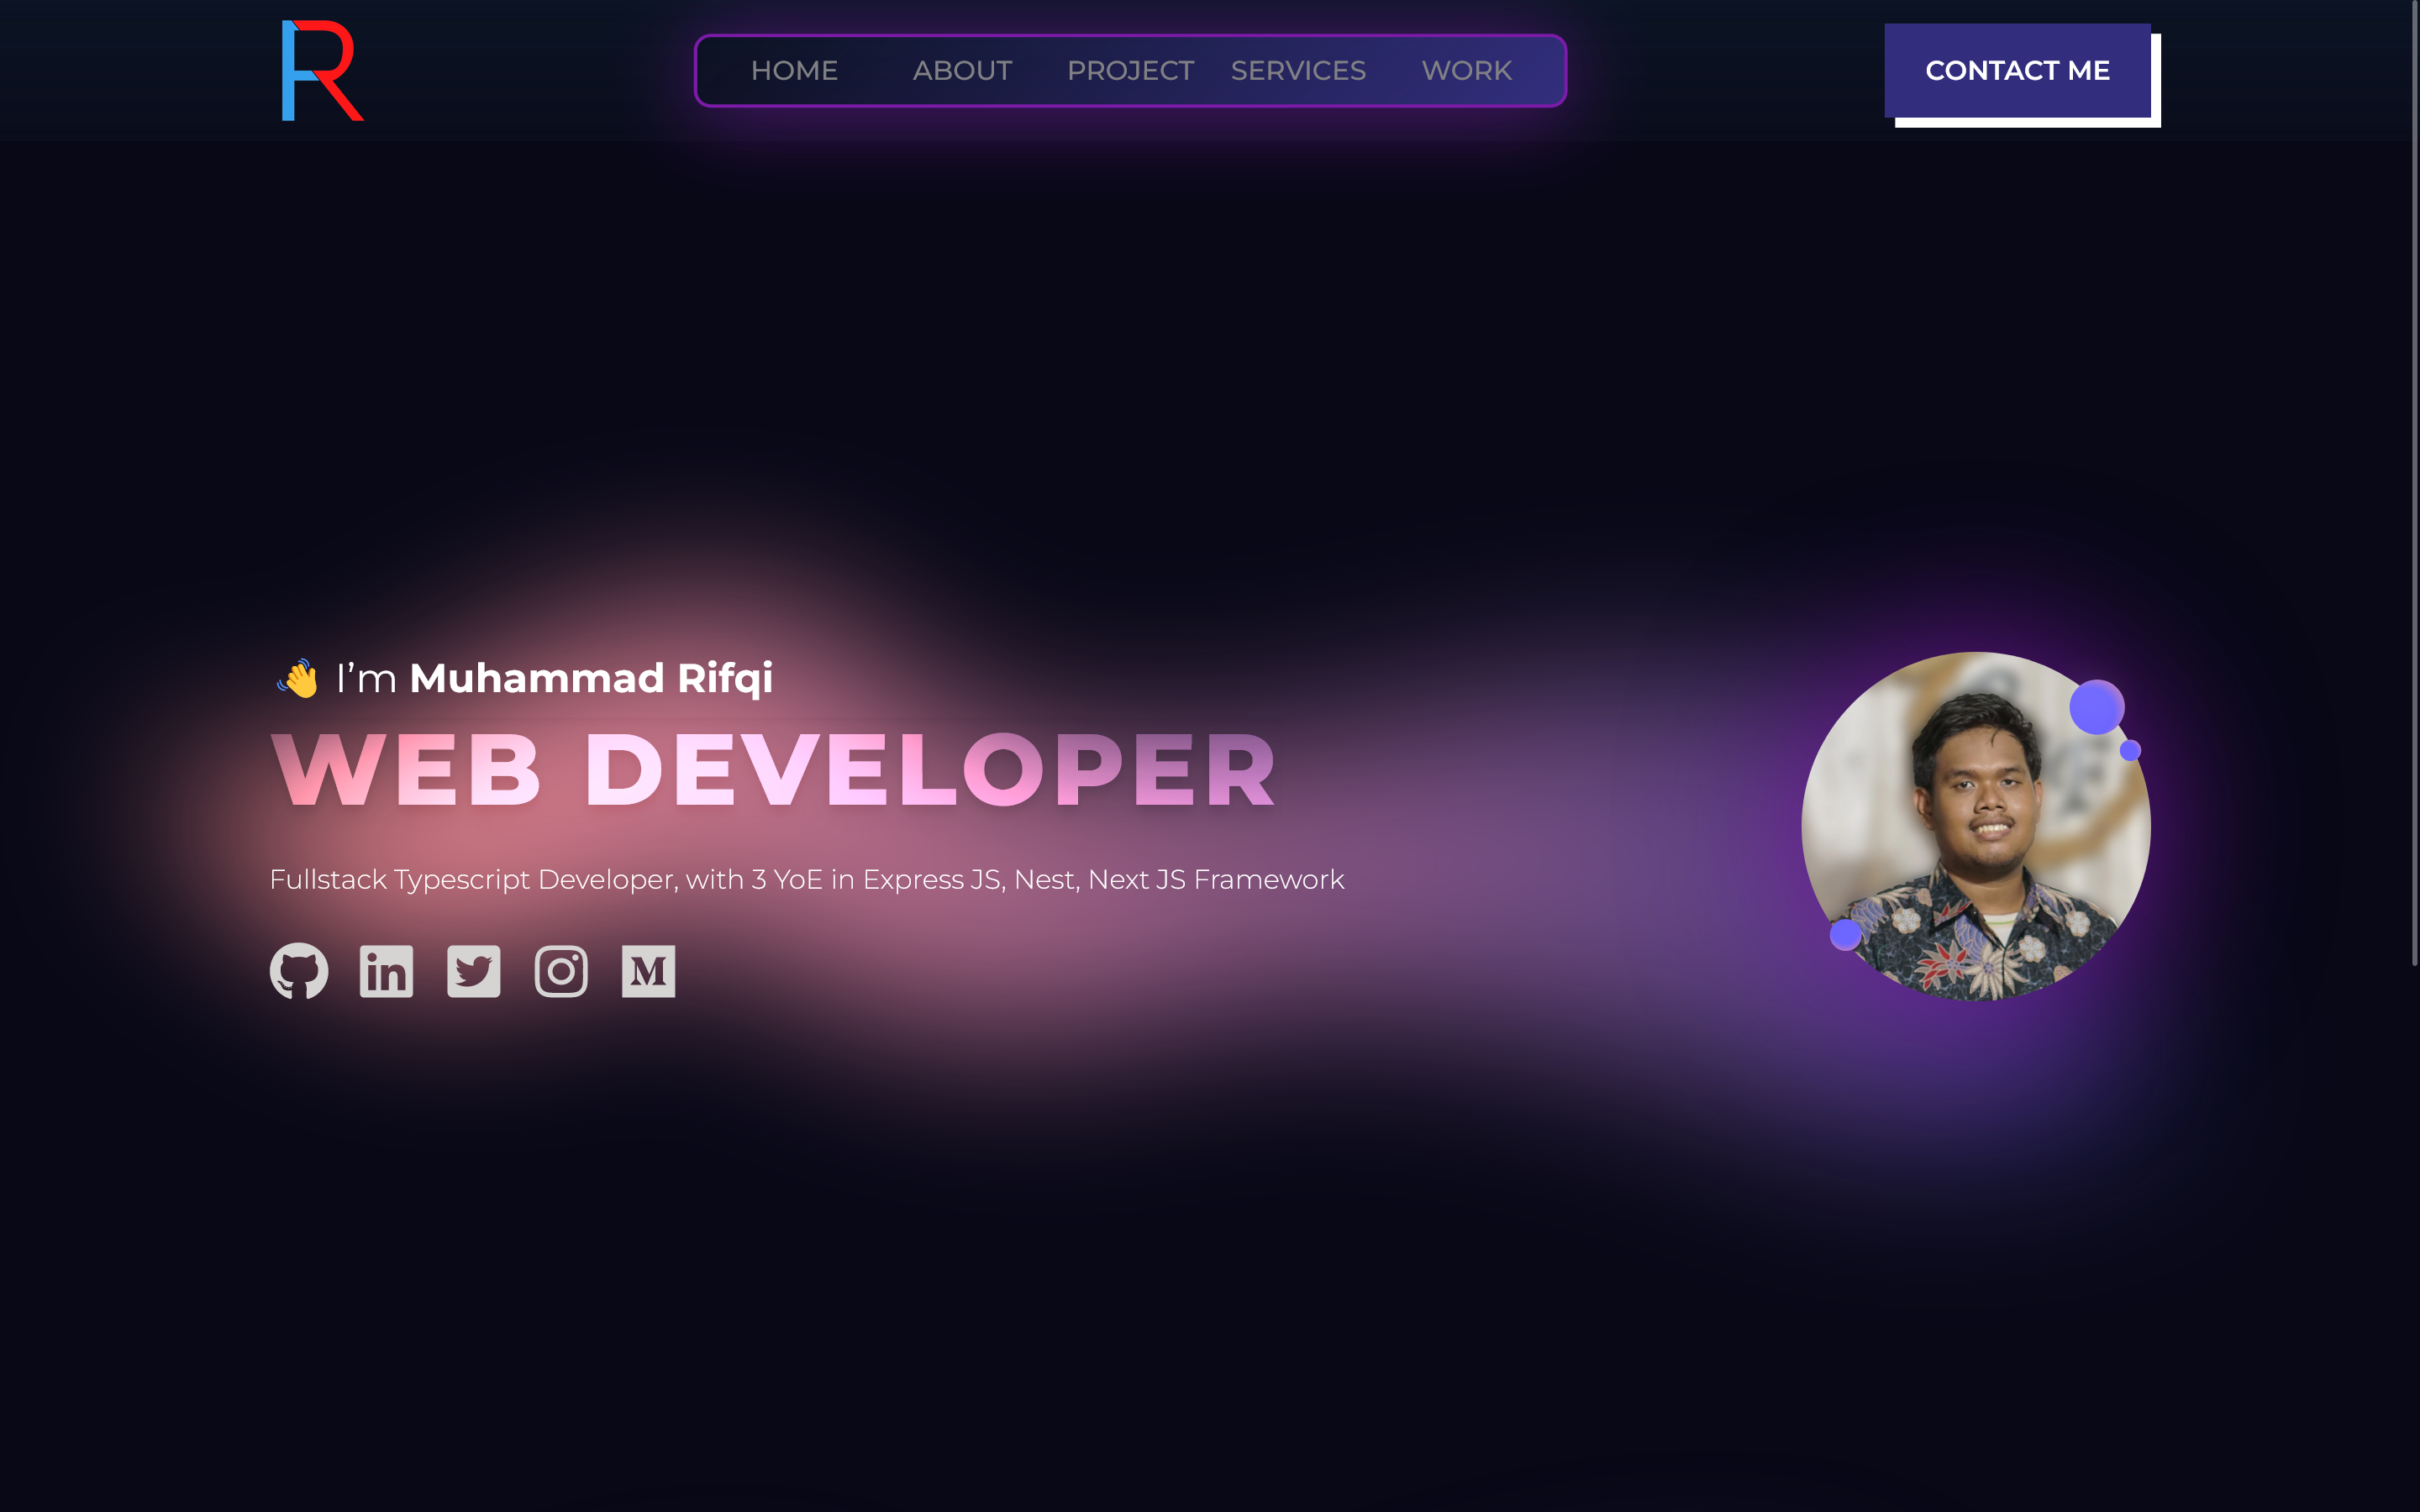 R
HOME ABOUT PROJECT SERVICES WORK
CONTACT ME
👋 I'm Muhammad Rifqi
WEB DEVELOPER
Fullstack Typescript Developer, with 3 YoE in Express JS, Nest, Next JS Framework
in M